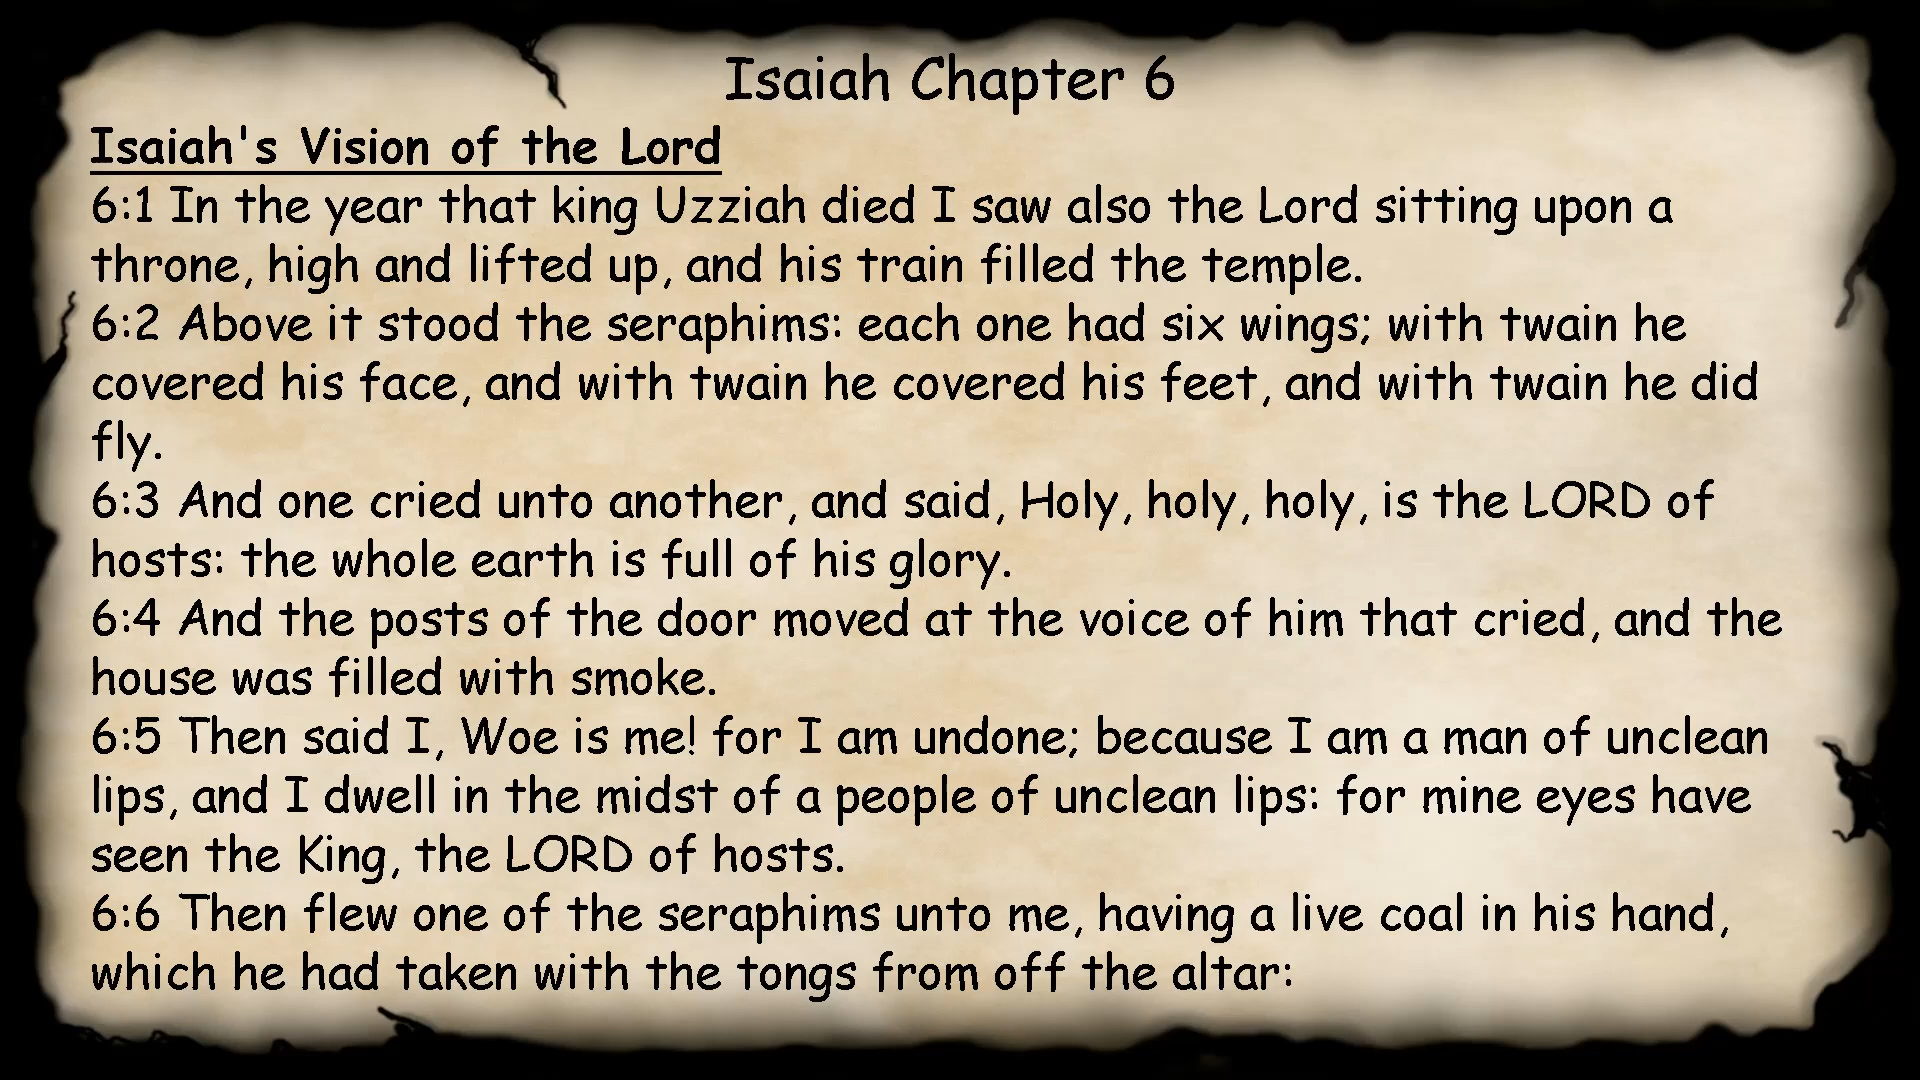 Isaiah Chapter 6
Isaiah's Vision of the Lord
6:1 In the year that king Uzziah died I saw also the Lord sitting upon a
throne, high and lifted up, and his train filled the temple.
6:2 Above it stood the seraphims: each one had six wings; with twain he
covered his face, and with twain he covered his feet, and with twain he did
fly.
6:3 And one cried unto another, and said, Holy, holy, holy, is the LORD of
hosts: the whole earth is full of his glory.
6:4 And the posts of the door moved at the voice of him that cried, and the
house was filled with smoke.
6:5 Then said I, Woe is me! for I am undone; because I am a man of unclean
lips, and I dwell in the midst of a people of unclean lips: for mine eyes have
seen the King, the LORD of hosts.
6:6 Then flew one of the seraphims unto me, having a live coal in his hand,
which he had taken with the tongs from off the altar: